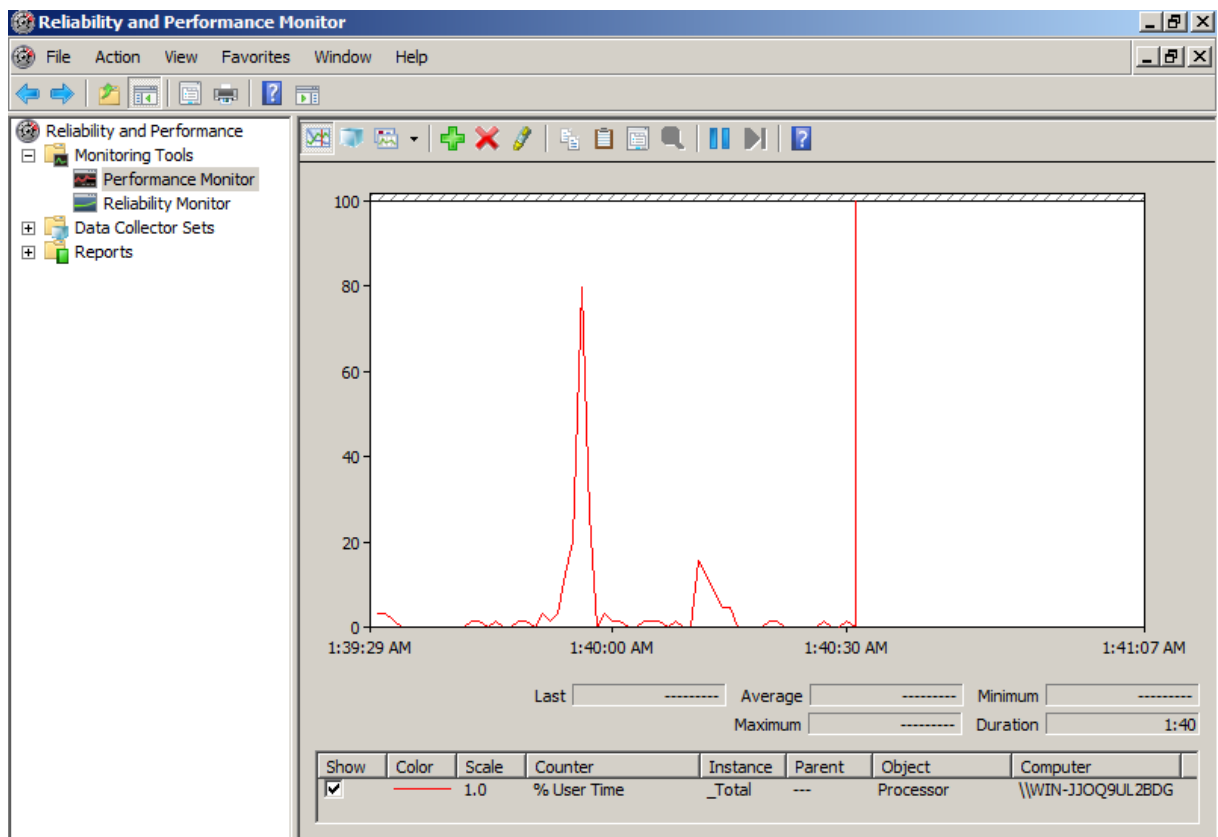 Reliability and Performance Monitor
File Action View Favorites Window Help
Reliability and Performance
Monitoring Tools
Performance Monitor
Reliability Monitor
Data Collector Sets
Reports
100
80
60
40
20
0
1:39:29 AM 1:40:00 AM 1:40:30 AM 1:41:07 AM
Last --------- Average --------- Minimum ---------
Maximum --------- Duration 1:40
Show Color Scale Counter Instance Parent Object Computer
1.0 % User Time _Total --- Processor \\WIN-JJOQ9UL2BDG